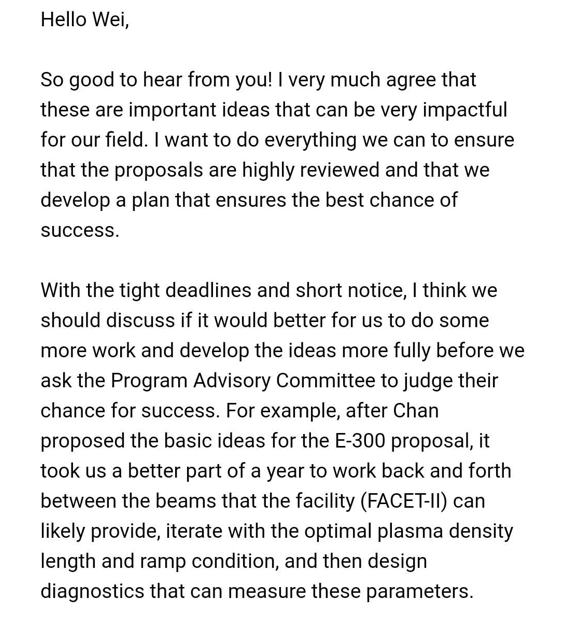 Hello Wei,
So good to hear from you! I very much agree that
these are important ideas that can be very impactful
for our field. I want to do everything we can to ensure
that the proposals are highly reviewed and that we
develop a plan that ensures the best chance of
success.
With the tight deadlines and short notice, I think we
should discuss if it would better for us to do some
more work and develop the ideas more fully before we
ask the Program Advisory Committee to judge their
chance for success. For example, after Chan
proposed the basic ideas for the E-300 proposal, it
took us a better part of a year to work back and forth
between the beams that the facility (FACET-II) can
likely provide, iterate with the optimal plasma density
length and ramp condition, and then design
diagnostics that can measure these parameters.